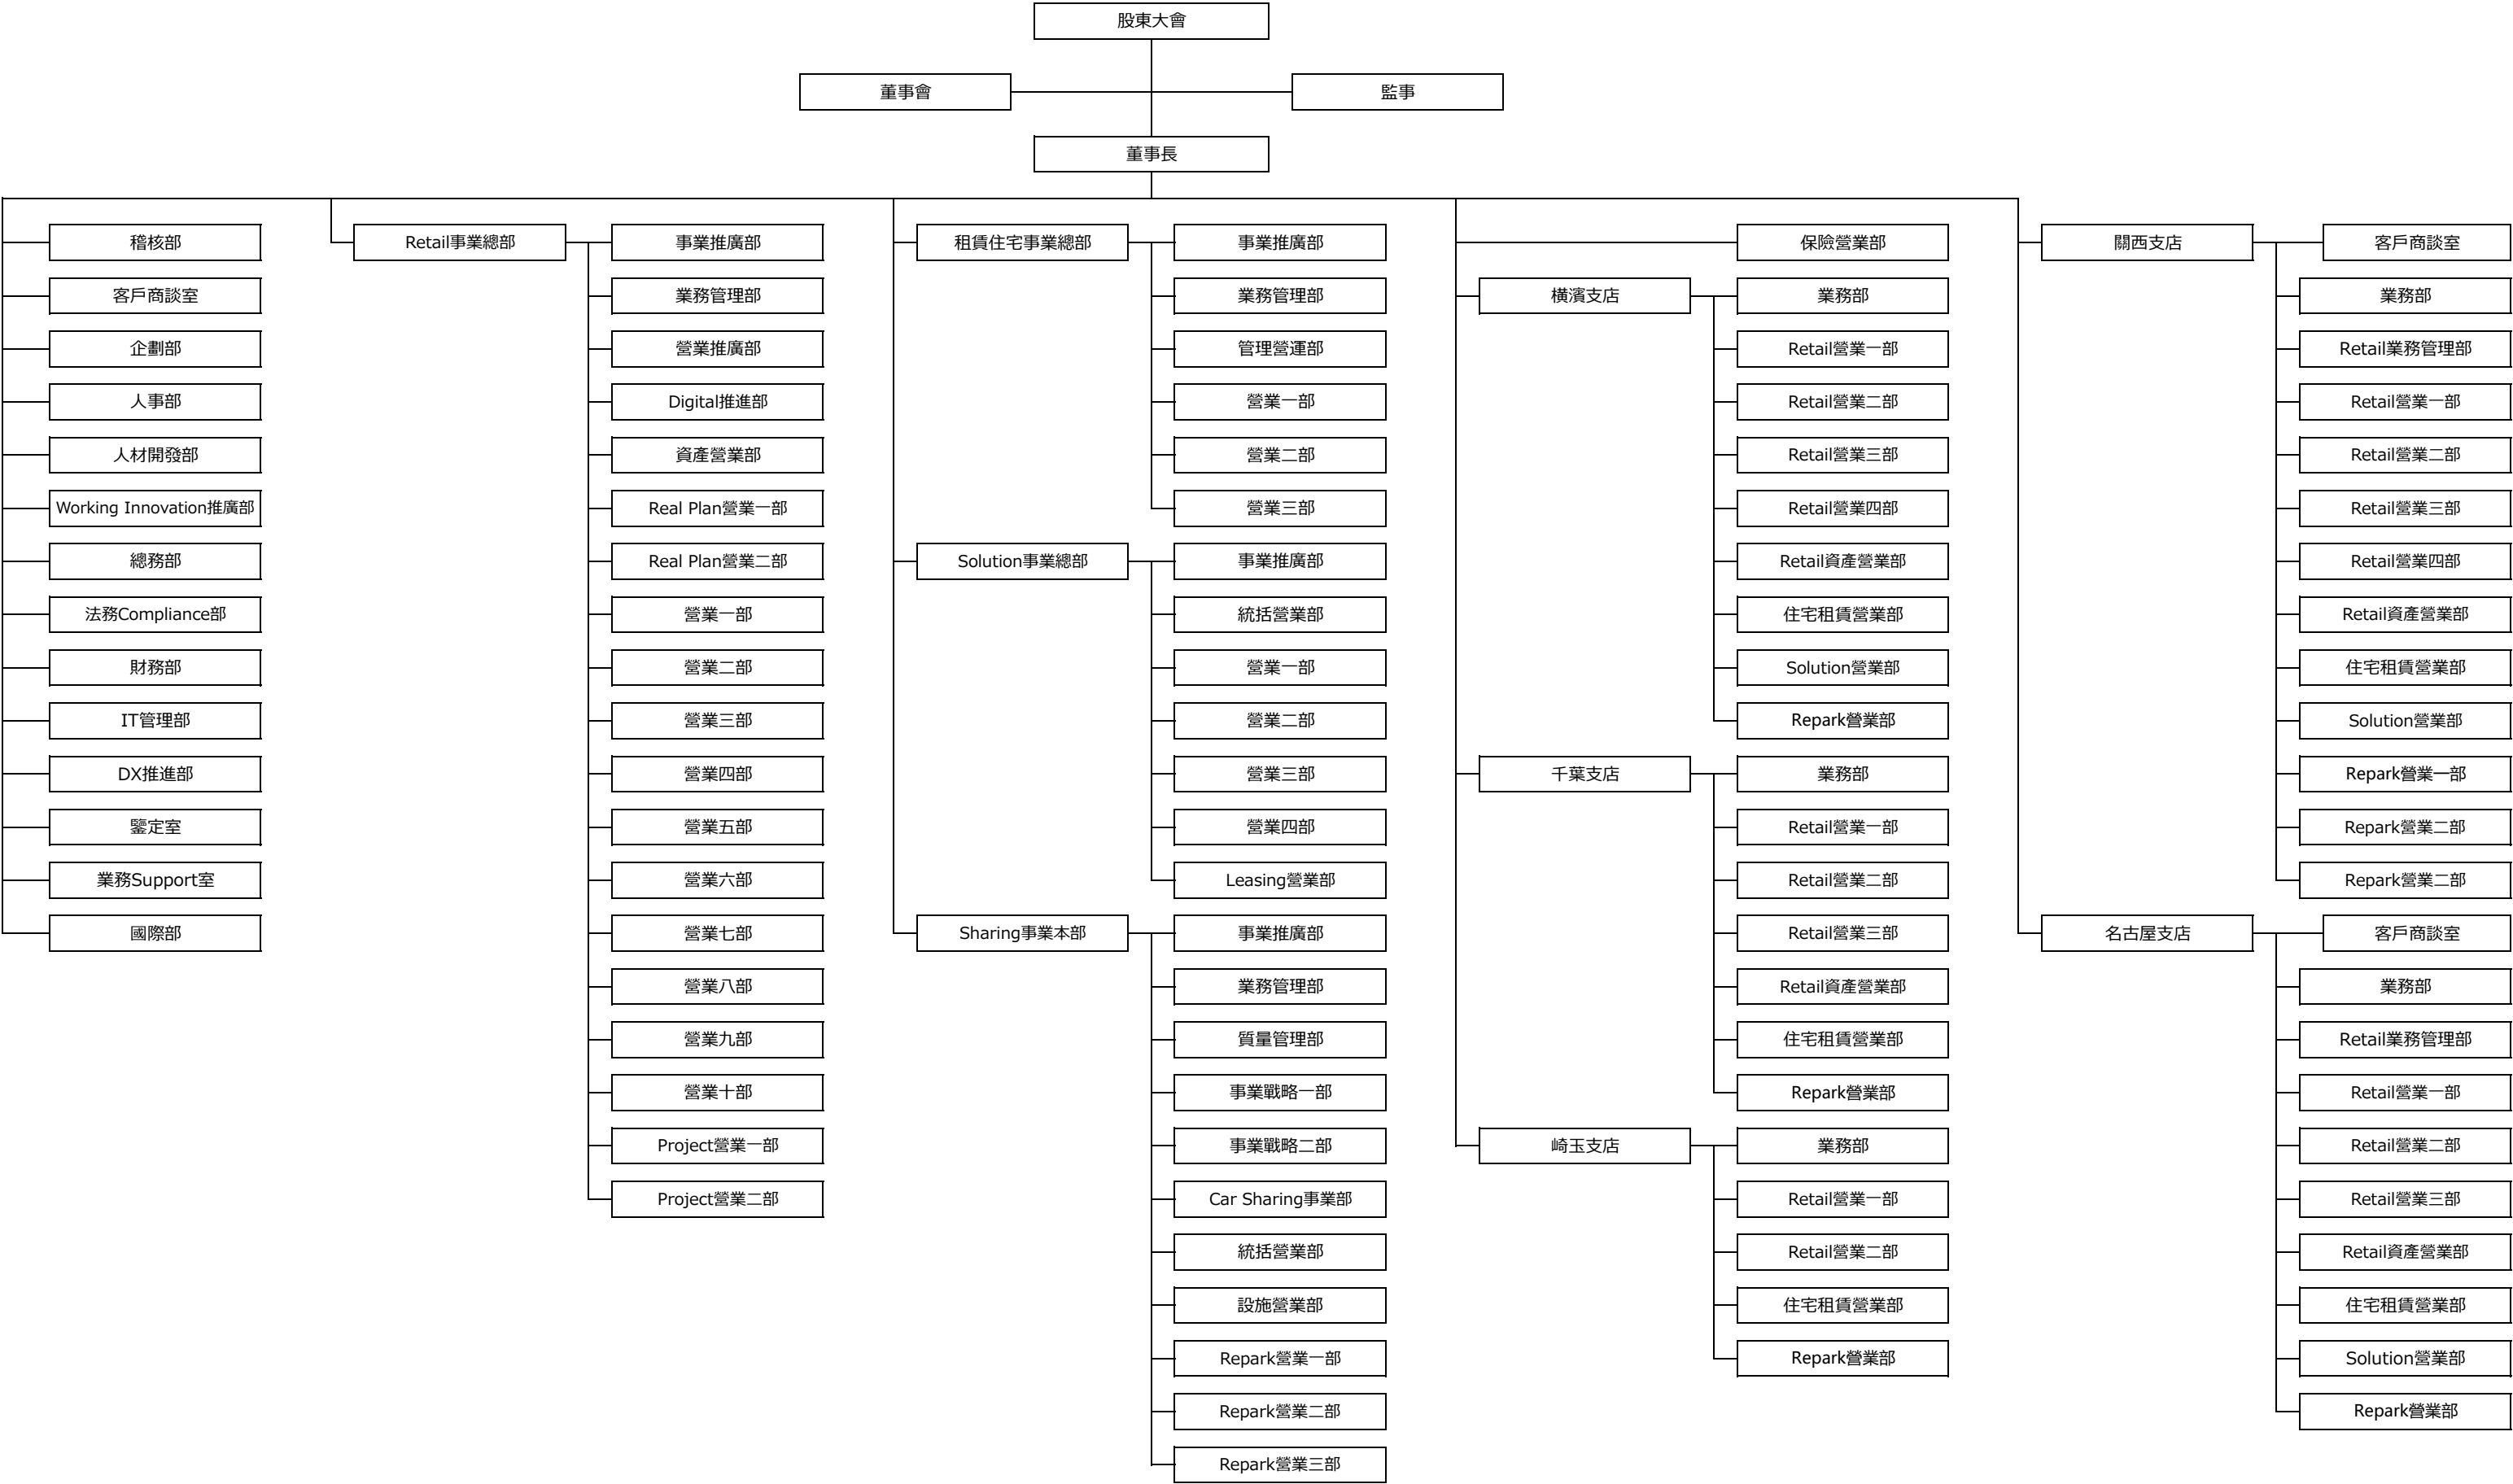 股東大會
董事會
監事
董事長
稽核部
客戶商談室
企劃部
人事部
人材開發部
Working Innovation推廣部
總務部
法務Compliance部
財務部
IT管理部
DX推進部
鑒定室
業務Support室
國際部
Retail事業總部
事業推廣部
業務管理部
營業推廣部
Digital推進部
資產營業部
Real Plan營業一部
Real Plan營業二部
營業一部
營業二部
營業三部
營業四部
營業五部
營業六部
營業七部
營業八部
營業九部
營業十部
Project營業一部
Project營業二部
租賃住宅事業總部
事業推廣部
業務管理部
管理營運部
營業一部
營業二部
營業三部
Solution事業總部
事業推廣部
統括營業部
營業一部
營業二部
營業三部
營業四部
Leasing營業部
Sharing事業本部
事業推廣部
業務管理部
質量管理部
事業戰略一部
事業戰略二部
Car Sharing事業部
統括營業部
設施營業部
Repark營業一部
Repark營業二部
Repark營業三部
保險營業部
橫濱支店
業務部
Retail營業一部
Retail營業二部
Retail營業三部
Retail營業四部
Retail資產營業部
住宅租賃營業部
Solution營業部
Repark營業部
千葉支店
業務部
Retail營業一部
Retail營業二部
Retail營業三部
Retail資產營業部
住宅租賃營業部
Repark營業部
崎玉支店
業務部
Retail營業一部
Retail營業二部
住宅租賃營業部
Repark營業部
關西支店
客戶商談室
業務部
Retail業務管理部
Retail營業一部
Retail營業二部
Retail營業三部
Retail營業四部
Retail資產營業部
住宅租賃營業部
Solution營業部
Repark營業一部
Repark營業二部
Repark營業二部
名古屋支店
客戶商談室
業務部
Retail業務管理部
Retail營業一部
Retail營業二部
Retail營業三部
Retail資產營業部
住宅租賃營業部
Solution營業部
Repark營業部